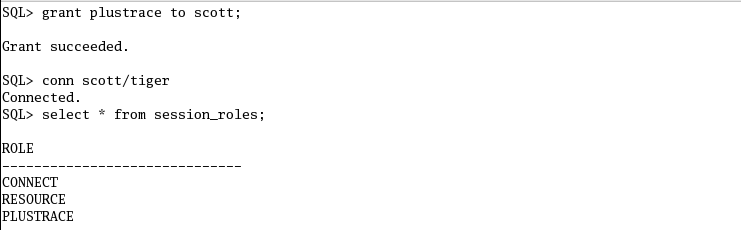 SQL> grant plustrace to scott;
Grant succeeded.
SQL> conn scott/tiger
Connected.
SQL> select * from session_roles;
ROLE
------------------------------
CONNECT
RESOURCE
PLUSTRACE